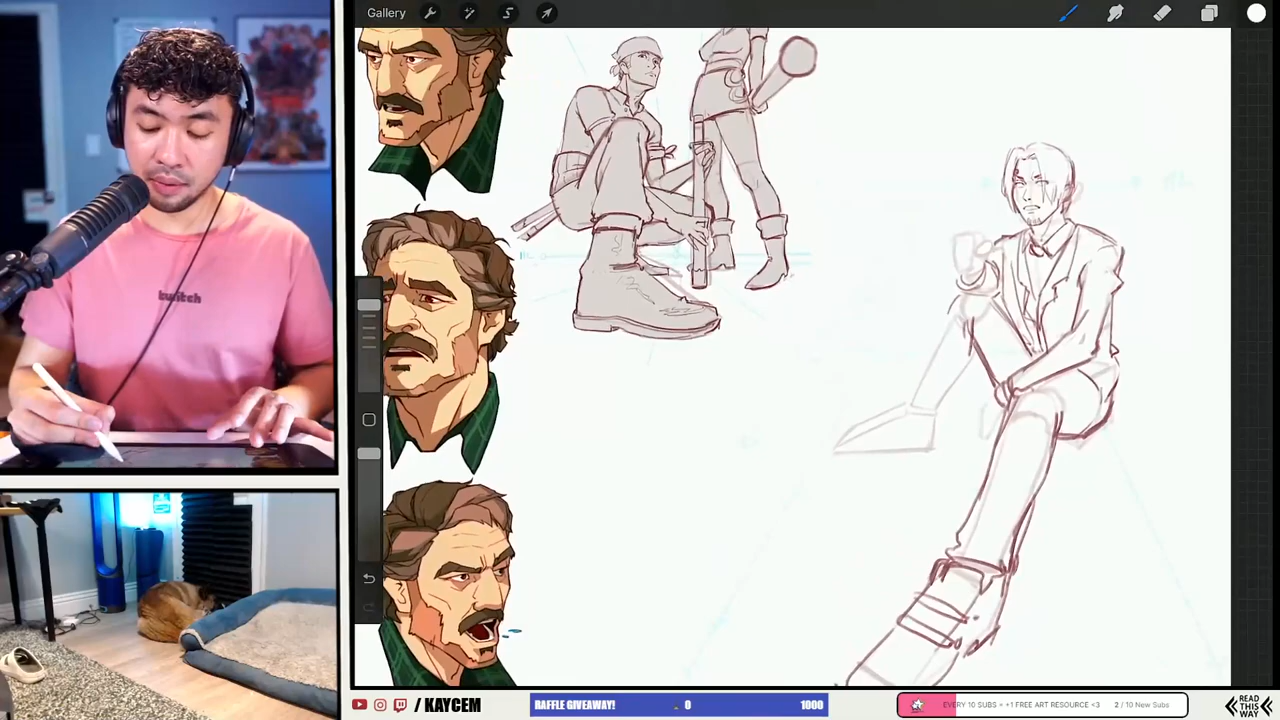 Gallery
kwitch
/ KAYCEM
RAFFLE GIVEAWAY!
0
1000
EVERY 10 SUBS = +1 FREE ART RESOURCE <3
2 / 10 New Subs
READ
THIS
WAY